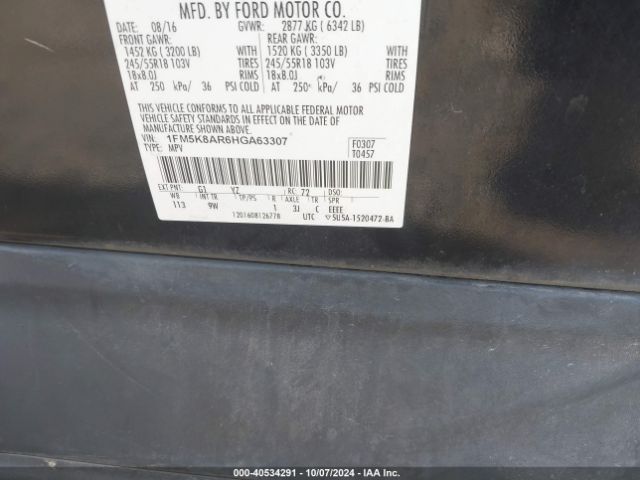 MFD. BY FORD MOTOR CO.
DATE: 08/16 GVWR: 2877 KG ( 6342 LB)
FRONT GAWR: REAR GAWR:
1452 KG ( 3200 LB) WITH 1520 KG ( 3350 LB) WITH
245/55R18 103V TIRES 245/55R18 103V TIRES
18x8.0J RIMS 18x8.0J RIMS
AT 250 kPa/ 36 PSI COLD AT 250 kPa/ 36 PSI COLD
THIS VEHICLE CONFORMS TO ALL APPLICABLE FEDERAL MOTOR
VEHICLE SAFETY STANDARDS IN EFFECT ON THE DATE OF MANUFACTURE SHOWN ABOVE.
VIN: 1FM5K8AR6HGA63307
TYPE: MPV
F0307
T0457
EXT PNT: G1 YZ RC: 72 DSO:
WB INT TR TP/PS R AXLE TR SPR
113 9W 1 3J C EEEE
1201608126778 UTC ▽5U5A-1520472-BA
000-40534291 - 10/07/2024 - IAA Inc.